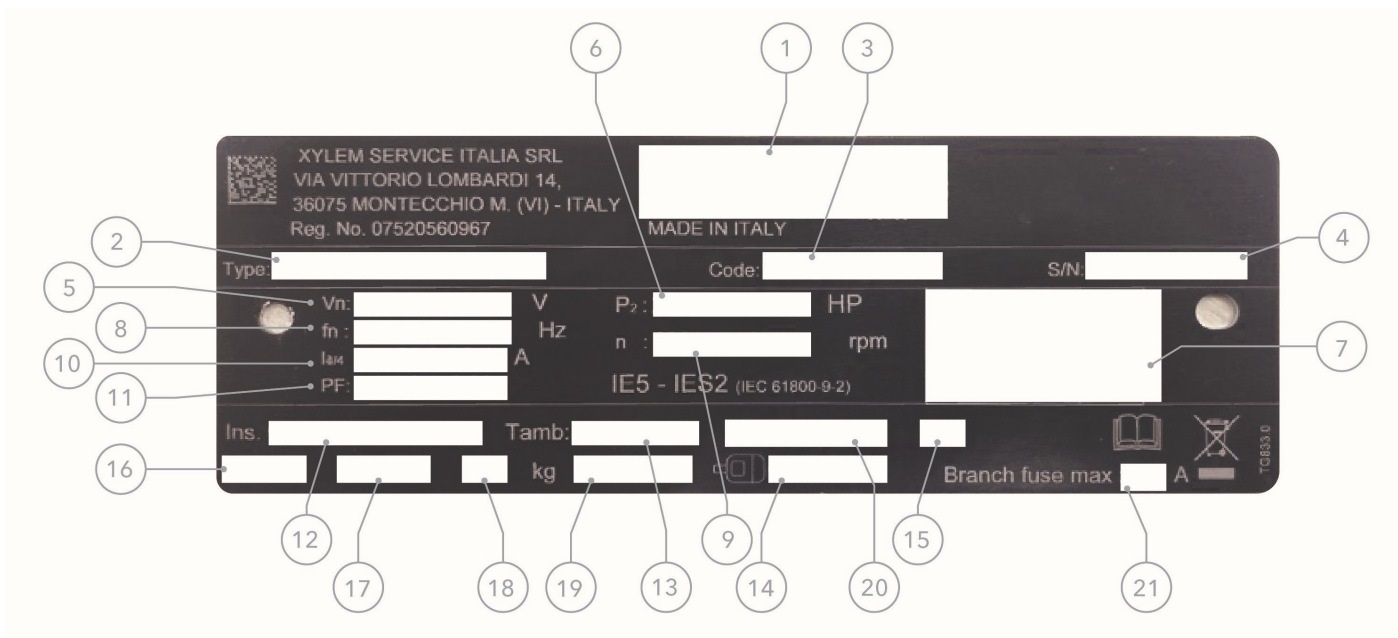 6
1
3
XYLEM SERVICE ITALIA SRL
VIA VITTORIO LOMBARDI 14,
36075 MONTECCHIO M. (VI) - ITALY
Reg. No. 07520560967
MADE IN ITALY
2
4
Type:
Code:
S/N:
5
Vn:
V
P2 :
HP
8
fn :
Hz
n :
rpm
7
10
A
11
PF:
IE5 - IES2 (IEC 61800-9-2)
Ins.
Tamb:
TG833.0
16
kg
Branch fuse max
A
12
9
15
17
18
19
13
14
20
21